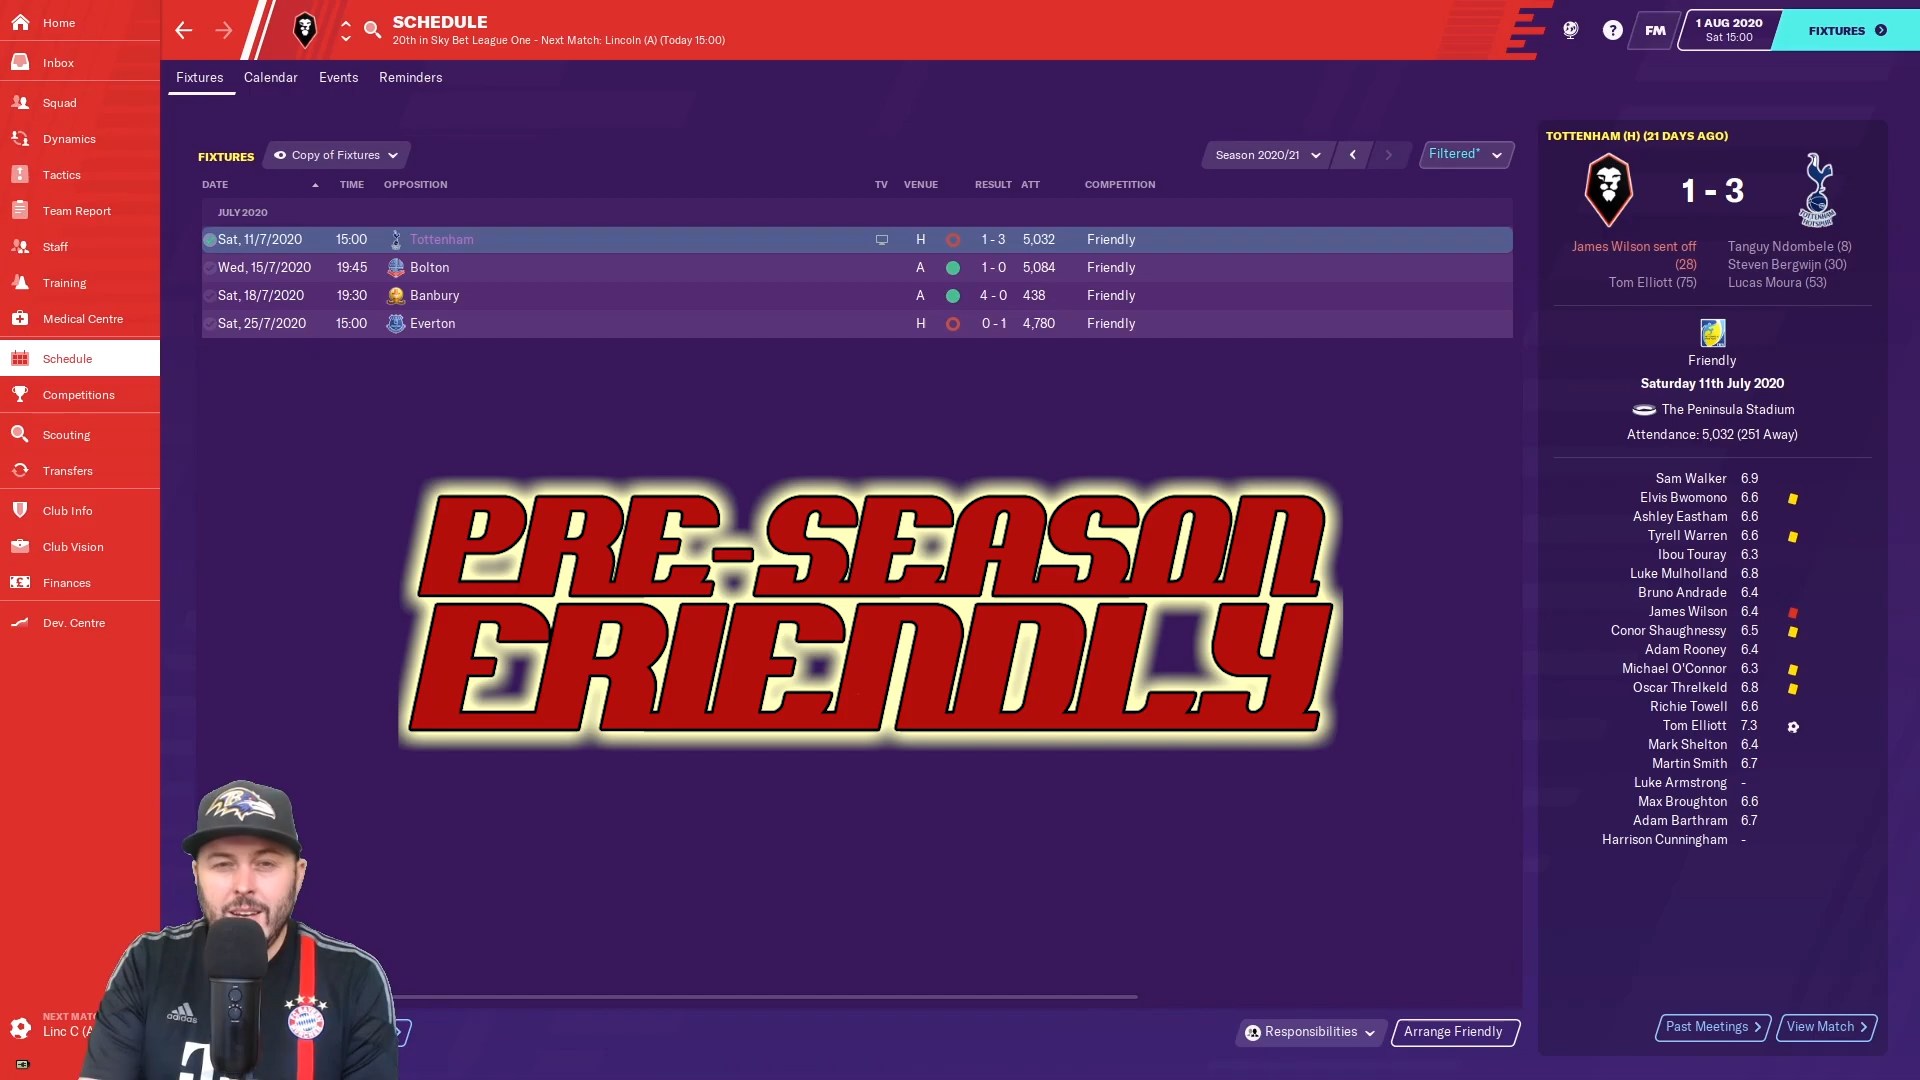 Home
Inbox
Squad
Dynamics
Tactics
Team Report
Staff
Training
Medical Centre
Schedule
Competitions
Scouting
Transfers
Club Info
Club Vision
Finances
Dev. Centre
NEXT MATC
Linc C (A
SCHEDULE
20th in Sky Bet League One - Next Match: Lincoln (A) (Today 15:00)
? FM
1 AUG 2020
Sat 15:00
FIXTURES
Fixtures Calendar Events Reminders
FIXTURES Copy of Fixtures Season 2020/21 Filtered*
DATE TIME OPPOSITION TV VENUE RESULT ATT COMPETITION
JULY 2020
Sat, 11/7/2020 15:00 Tottenham H 1 - 3 5,032 Friendly
Wed, 15/7/2020 19:45 Bolton A 1 - 0 5,084 Friendly
Sat, 18/7/2020 19:30 Banbury A 4 - 0 438 Friendly
Sat, 25/7/2020 15:00 Everton H 0 - 1 4,780 Friendly
PRE-SEASON
FRIENDLY
adidas
T
Responsibilities Arrange Friendly
TOTTENHAM (H) (21 DAYS AGO)
1 - 3
TOTTENHAM
HOTSPUR
James Wilson sent off
(28)
Tom Elliott (75)
Tanguy Ndombele (8)
Steven Bergwijn (30)
Lucas Moura (53)
Friendly
Saturday 11th July 2020
The Peninsula Stadium
Attendance: 5,032 (251 Away)
Sam Walker 6.9
Elvis Bwomono 6.6
Ashley Eastham 6.6
Tyrell Warren 6.6
Ibou Touray 6.3
Luke Mulholland 6.8
Bruno Andrade 6.4
James Wilson 6.4
Conor Shaughnessy 6.5
Adam Rooney 6.4
Michael O'Connor 6.3
Oscar Threlkeld 6.8
Richie Towell 6.6
Tom Elliott 7.3
Mark Shelton 6.4
Martin Smith 6.7
Luke Armstrong -
Max Broughton 6.6
Adam Barthram 6.7
Harrison Cunningham -
Past Meetings View Match